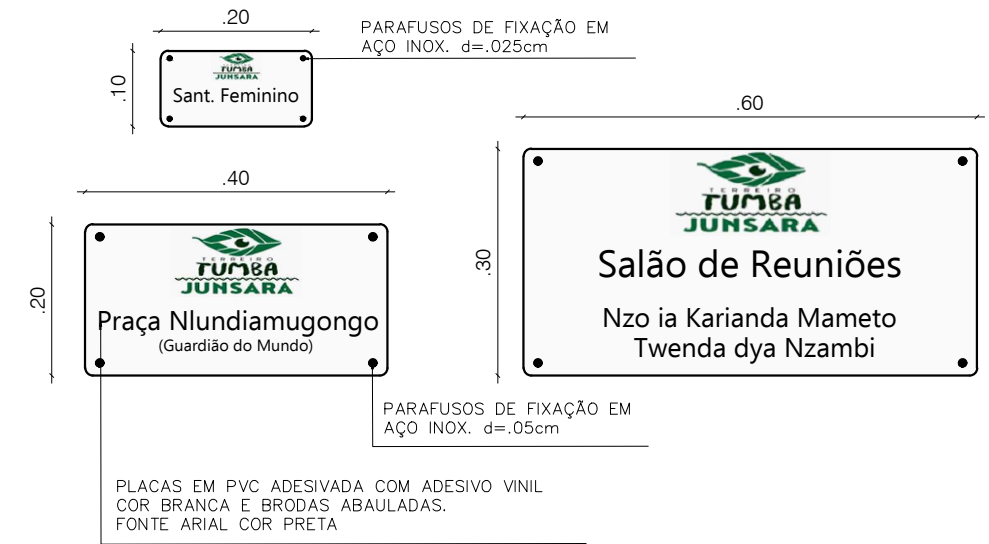 .20
PARAFUSOS DE FIXAÇÃO EM
AÇO INOX. d=.025cm
.10
TUMBA
JUNSARA
Sant. Feminino
.60
.40
.30
TERREIRO
TUMBA
JUNSARA
Salão de Reuniões
Nzo ia Karianda Mameto
Twenda dya Nzambi
.20
TERREIRO
TUMBA
JUNSARA
Praça Nlundiamugongo
(Guardião do Mundo)
PARAFUSOS DE FIXAÇÃO EM
AÇO INOX. d=.05cm
PLACAS EM PVC ADESIVADA COM ADESIVO VINIL
COR BRANCA E BRODAS ABAULADAS.
FONTE ARIAL COR PRETA